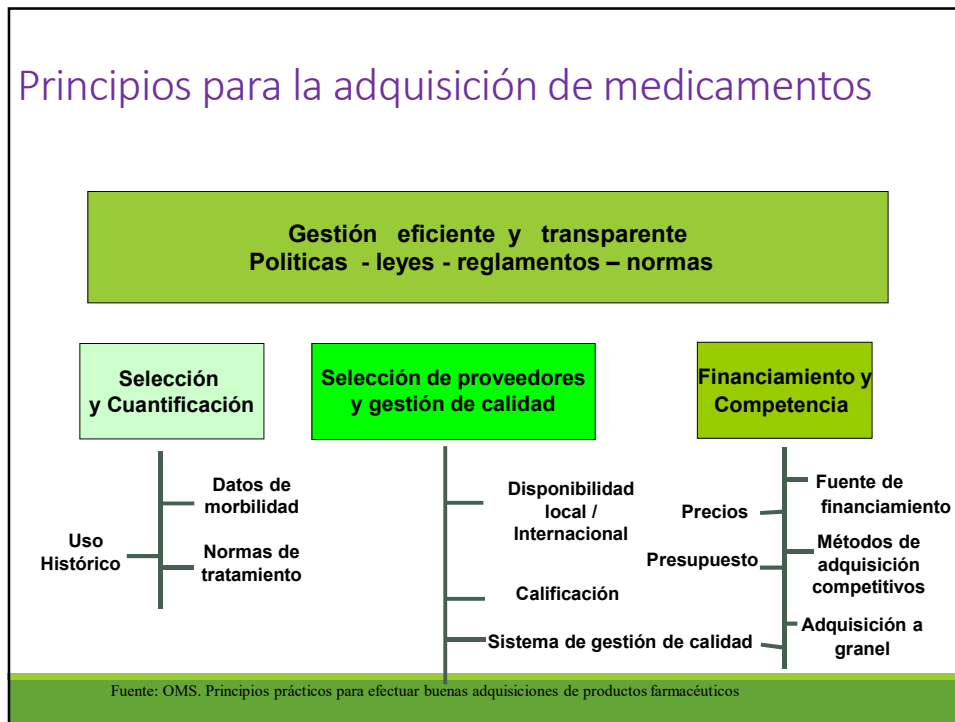 Principios para la adquisición de medicamentos
Gestión eficiente y transparente
Politicas - leyes - reglamentos – normas
Selección
y Cuantificación
Selección de proveedores
y gestión de calidad
Financiamiento y
Competencia
Datos de
morbilidad
Uso
Histórico
Normas de
tratamiento
Disponibilidad
local /
Internacional
Calificación
Sistema de gestión de calidad
Fuente de
financiamiento
Precios
Métodos de
adquisición
competitivos
Presupuesto
Adquisición a
granel
Fuente: OMS. Principios prácticos para efectuar buenas adquisiciones de productos farmacéuticos